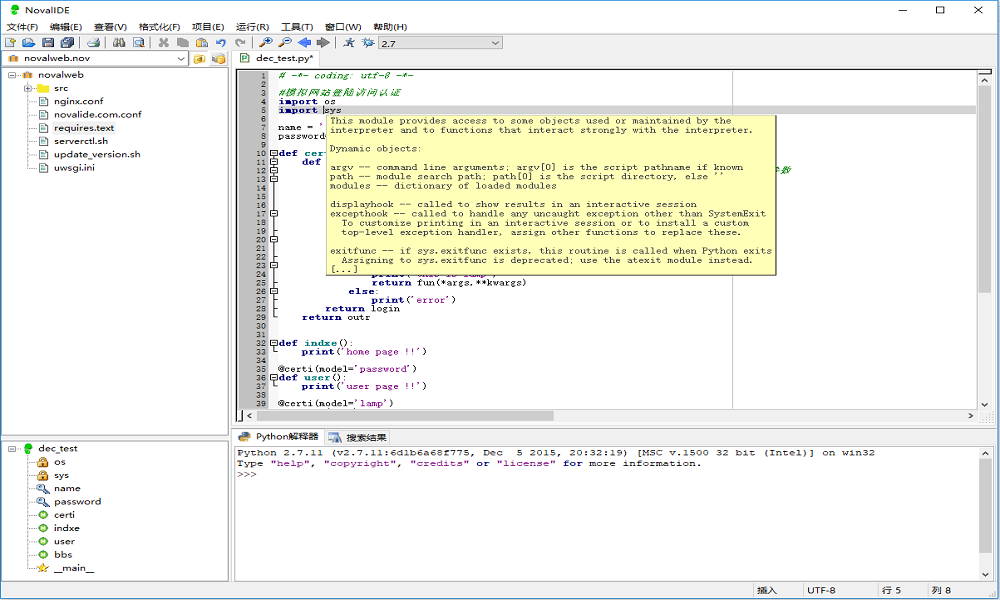 NovalIDE
文件(F) 编辑(E) 查看(V) 格式化(F) 项目(E) 运行(R) 工具(T) 窗口(W) 帮助(H)
2.7
novalweb.nov
dec_test.py*
novalweb
src
nginx.conf
novalide.com.conf
requires.text
serverctl.sh
update_version.sh
uwsgi.ini
1 # -*- coding: utf-8 -*-
2
3 #模拟网站登陆访问认证
4 import os
5 import sys
6
7 name = '
8 password
9
10 def cer
11 def
12 数
13
14
15
16
17
18
19
20
21
22
23
This module provides access to some objects used or maintained by the
interpreter and to functions that interact strongly with the interpreter.
Dynamic objects:
argv -- command line arguments; argv[0] is the script pathname if known
path -- module search path; path[0] is the script directory, else ''
modules -- dictionary of loaded modules
displayhook -- called to show results in an interactive session
excepthook -- called to handle any uncaught exception other than SystemExit
To customize printing in an interactive session or to install a custom
top-level exception handler, assign other functions to replace these.
exitfunc -- if sys.exitfunc exists, this routine is called when Python exits
Assigning to sys.exitfunc is deprecated; use the atexit module instead.
[...]
24
25 return fun(*args,**kwargs)
26 else:
27 print('error')
28 return login
29 return outr
30
31
32 def indxe():
33 print('home page !!')
34
35 @certi(model='password')
36 def user():
37 print('user page !!')
38
39 @certi(model='lamp')
dec_test
os
sys
name
password
certi
indxe
user
bbs
__main__
Python解释器 搜索结果
Python 2.7.11 (v2.7.11:6d1b6a68f775, Dec 5 2015, 20:32:19) [MSC v.1500 32 bit (Intel)] on win32
Type "help", "copyright", "credits" or "license" for more information.
>>>
插入 UTF-8 行 5 列 8